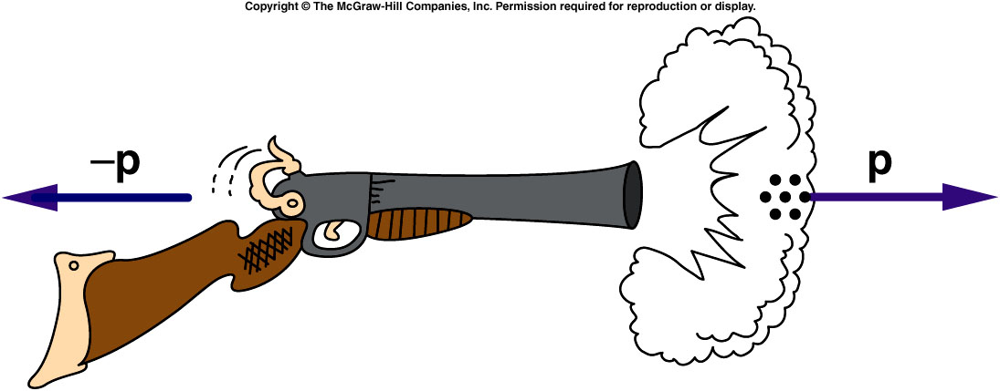 Copyright © The McGraw-Hill Companies, Inc. Permission required for reproduction or display.
–p
p